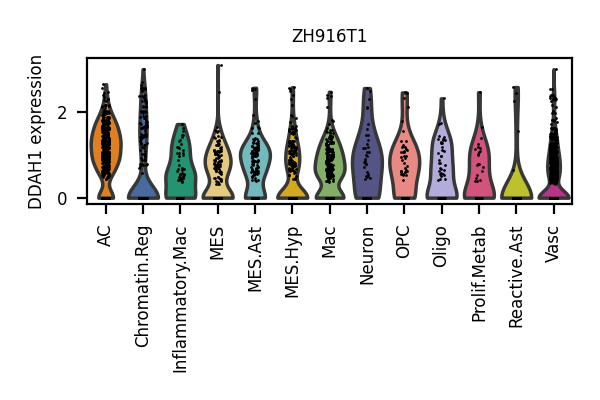 ZH916T1
DDAH1 expression
2
0
AC
Chromatin.Reg
Inflammatory.Mac
MES
MES.Ast
MES.Hyp
Mac
Neuron
OPC
Oligo
Prolif.Metab
Reactive.Ast
Vasc